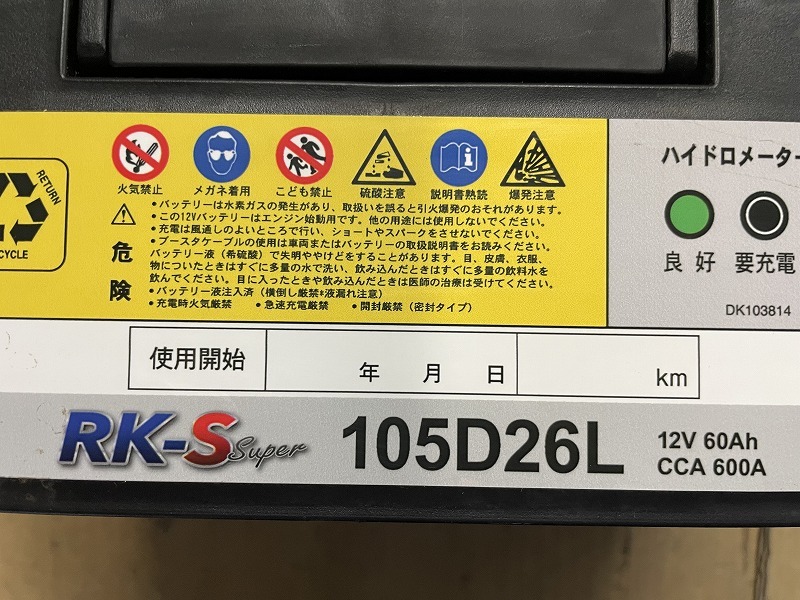 RETURN
CYCLE
火気禁止 メガネ着用 こども禁止 硫酸注意 説明書熟読 爆発注意
危険
•バッテリーは水素ガスの発生があり、取扱いを誤ると引火爆発のおそれがあります。
•この12Vバッテリーはエンジン始動用です。他の用途には使用しないでください。
•充電は風通しのよいところで行い、ショートやスパークをさせないでください。
•ブースタケーブルの使用は車両またはバッテリーの取扱説明書をお読みください。
バッテリー液（希硫酸）で失明ややけどをすることがあります。目、皮膚、衣服、
物についたときはすぐに多量の水で洗い、飲み込んだときはすぐに多量の飲料水を
飲んでください。目に入ったときや飲み込んだときは医師の治療は受けてください。
•バッテリー液注入済（横倒し厳禁*液漏れ注意）
•充電時火気厳禁 •急速充電厳禁 •開封厳禁（密封タイプ）
ハイドロメーター
良好 要充電
DK103814
使用開始 年 月 日 km
RK-S Super 105D26L
12V 60Ah
CCA 600A